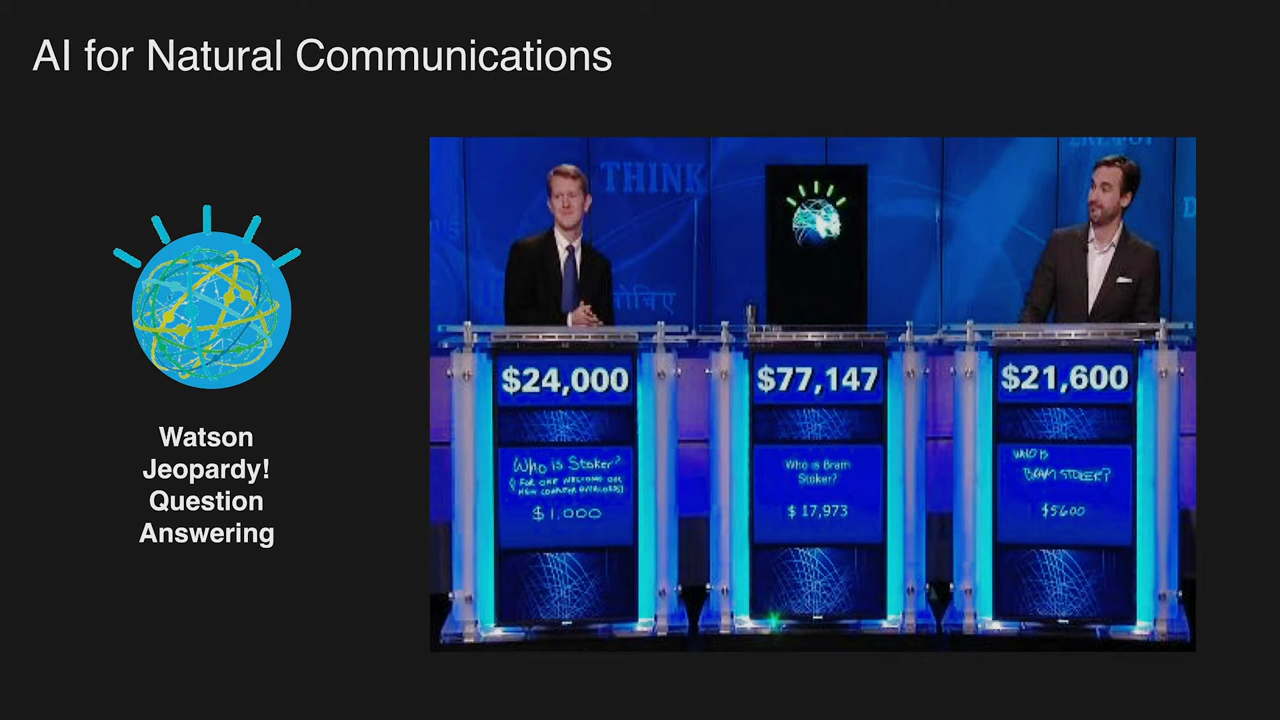 AI for Natural Communications
THINK
$24,000
$77,147
$21,600
Who is Stoker?
(I FOR ONE WELCOME OUR
NEW COMPUTER OVERLORDS)
$1,000
Who is Bram
Stoker?
$ 17,973
WHO IS
BRAM STOKER?
$5600
Watson
Jeopardy!
Question
Answering